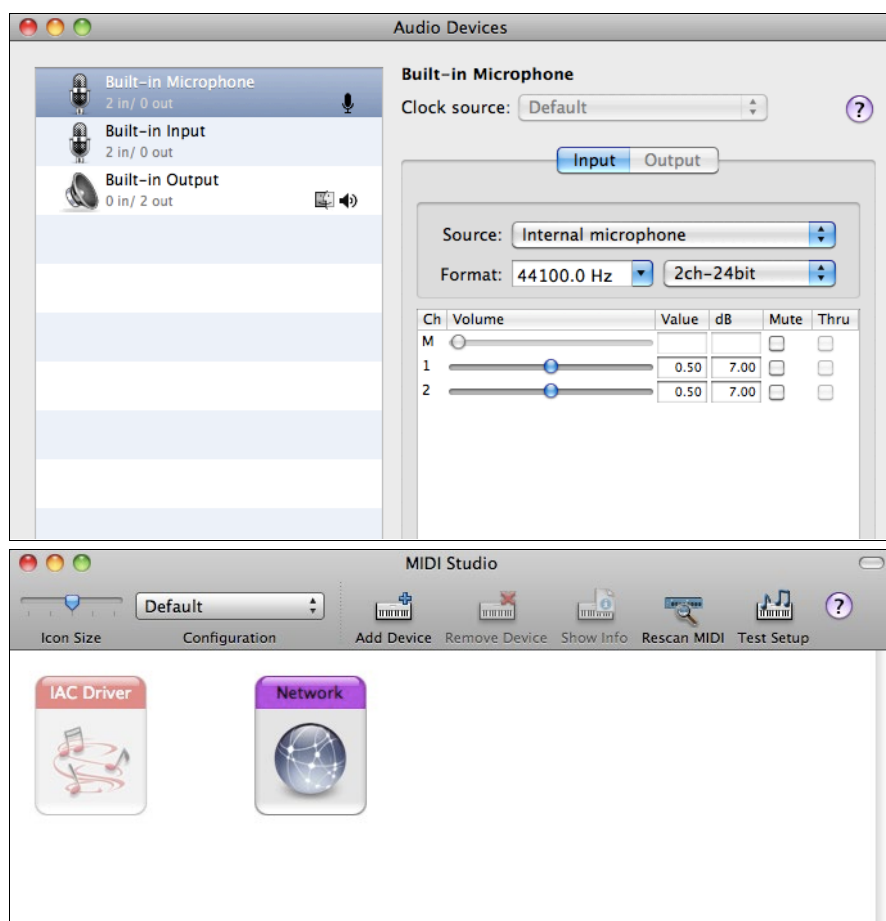 Audio Devices
Built-in Microphone
2 in/ 0 out
Built-in Input
2 in/ 0 out
Built-in Output
0 in/ 2 out
Built-in Microphone
Clock source: Default ?
Input Output
Source: Internal microphone
Format: 44100.0 Hz 2ch-24bit
Ch Volume Value dB Mute Thru
M
1 0.50 7.00
2 0.50 7.00
MIDI Studio
Default ?
Icon Size Configuration Add Device Remove Device Show Info Rescan MIDI Test Setup
IAC Driver Network